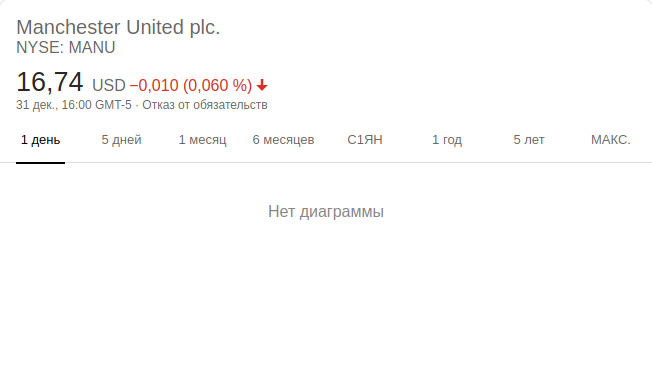 Manchester United plc.
NYSE: MANU
16,74 USD −0,010 (0,060 %)
31 дек., 16:00 GMT-5 · Отказ от обязательств
1 день 5 дней 1 месяц 6 месяцев С1ЯН 1 год 5 лет МАКС.
Нет диаграммы